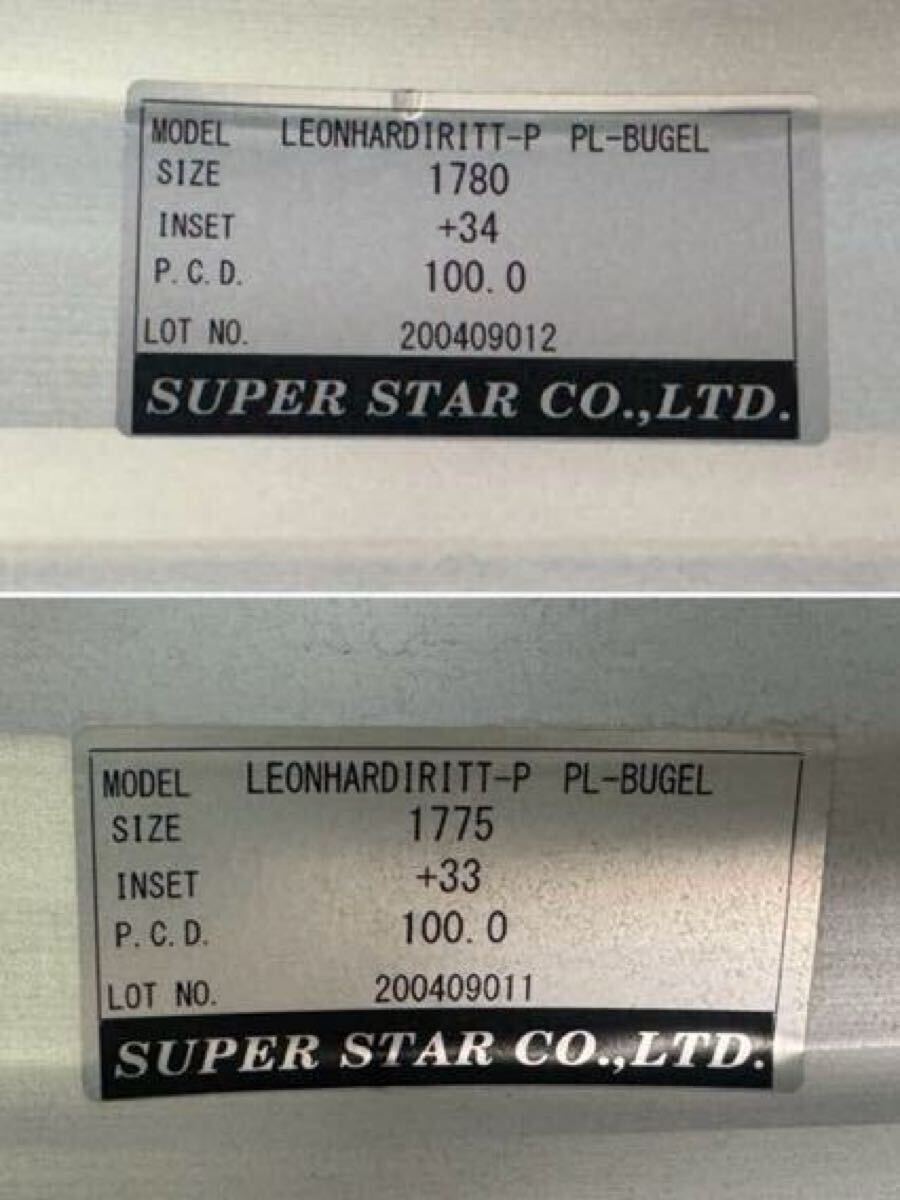 MODEL LEONHARDIRITT-P PL-BUGEL
SIZE 1780
INSET +34
P.C.D. 100.0
LOT NO. 200409012
SUPER STAR CO.,LTD.
MODEL LEONHARDIRITT-P PL-BUGEL
SIZE 1775
INSET +33
P.C.D. 100.0
LOT NO. 200409011
SUPER STAR CO.,LTD.